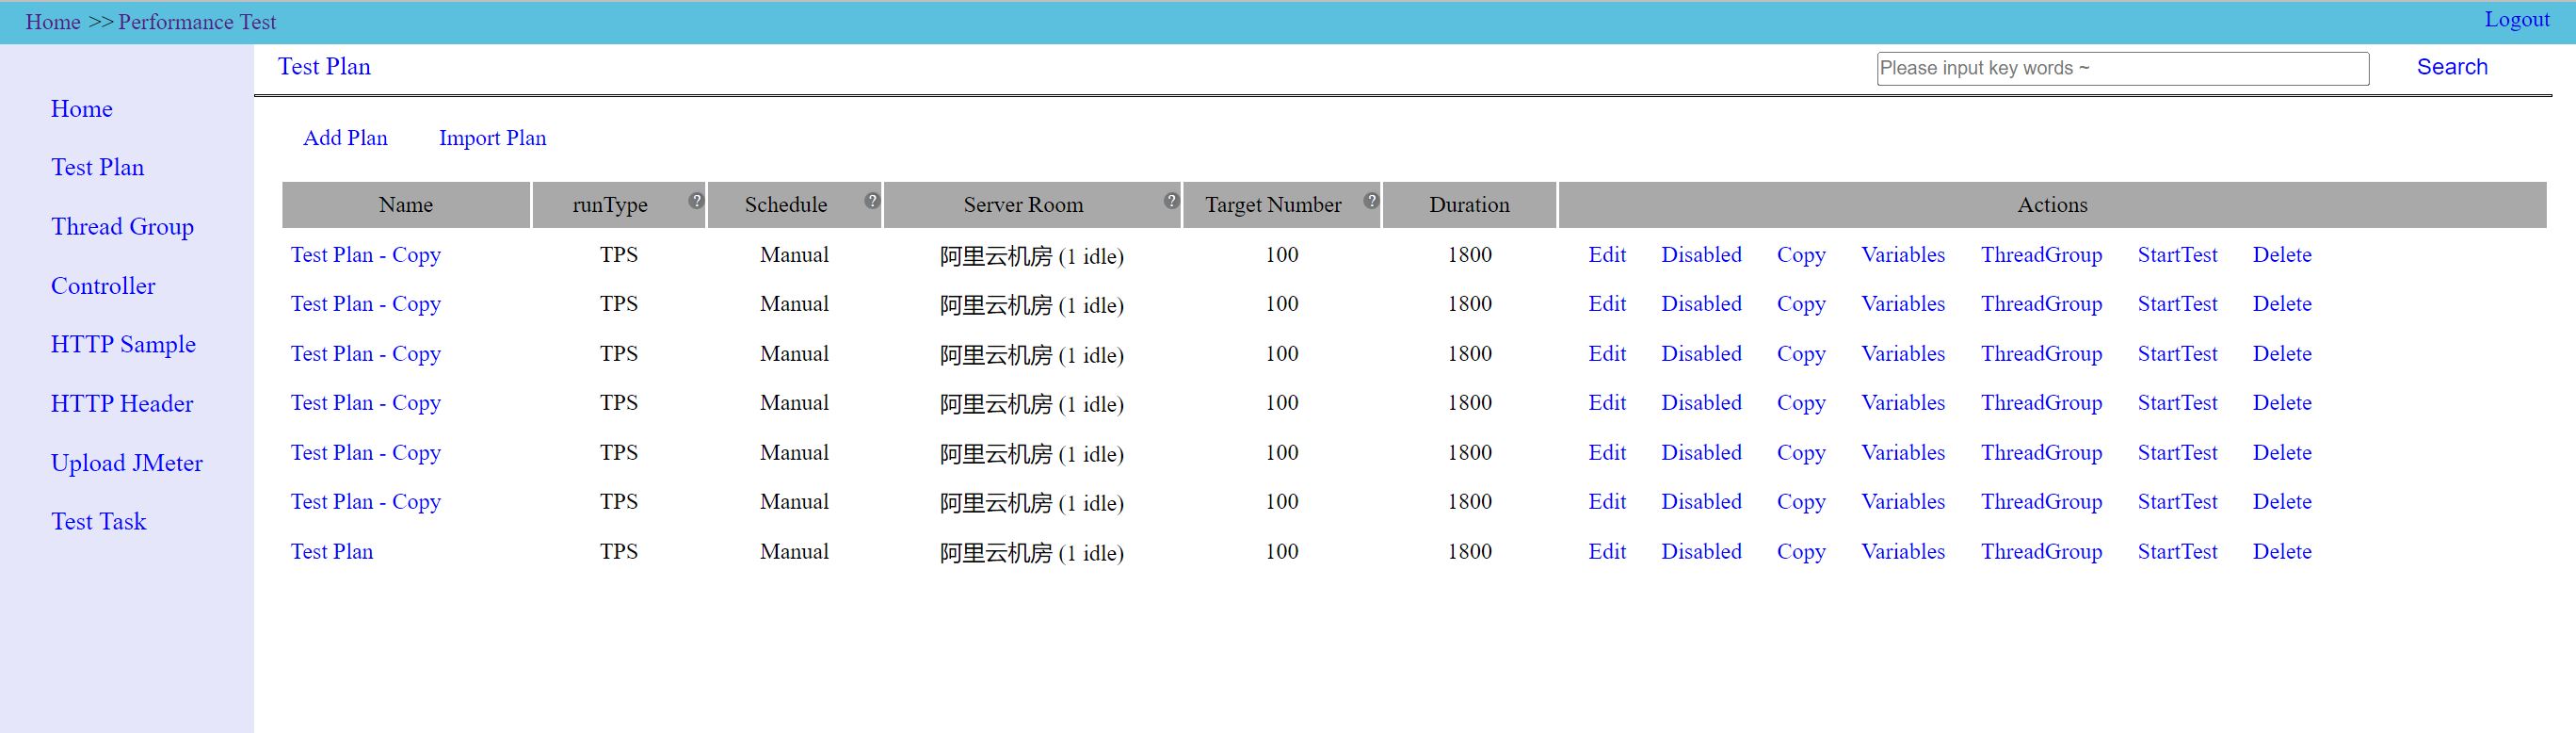 Home >> Performance Test Logout
Test Plan Please input key words ~ Search
Home
Test Plan
Thread Group
Controller
HTTP Sample
HTTP Header
Upload JMeter
Test Task
Add Plan Import Plan
Name runType ? Schedule ? Server Room ? Target Number ? Duration Actions
Test Plan - Copy TPS Manual 阿里云机房 (1 idle) 100 1800 Edit Disabled Copy Variables ThreadGroup StartTest Delete
Test Plan - Copy TPS Manual 阿里云机房 (1 idle) 100 1800 Edit Disabled Copy Variables ThreadGroup StartTest Delete
Test Plan - Copy TPS Manual 阿里云机房 (1 idle) 100 1800 Edit Disabled Copy Variables ThreadGroup StartTest Delete
Test Plan - Copy TPS Manual 阿里云机房 (1 idle) 100 1800 Edit Disabled Copy Variables ThreadGroup StartTest Delete
Test Plan - Copy TPS Manual 阿里云机房 (1 idle) 100 1800 Edit Disabled Copy Variables ThreadGroup StartTest Delete
Test Plan - Copy TPS Manual 阿里云机房 (1 idle) 100 1800 Edit Disabled Copy Variables ThreadGroup StartTest Delete
Test Plan TPS Manual 阿里云机房 (1 idle) 100 1800 Edit Disabled Copy Variables ThreadGroup StartTest Delete